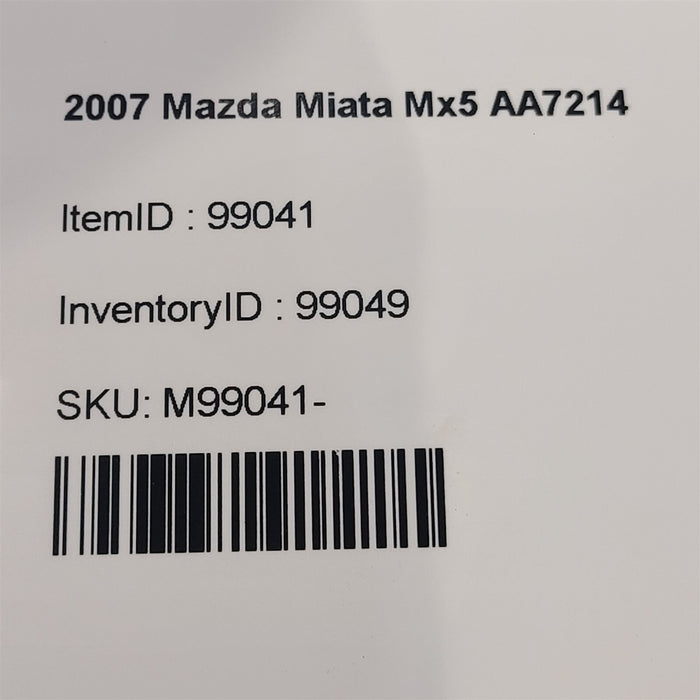 2007 Mazda Miata Mx5 AA7214
ItemID : 99041
InventoryID : 99049
SKU: M99041-